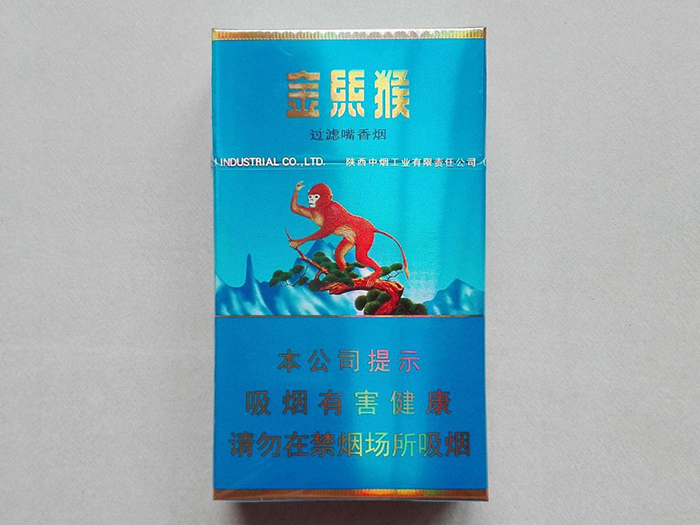 金熊猴
过滤嘴香烟
INDUSTRIAL CO.,LTD. 陕西中烟工业有限责任公司
本公司提示
吸烟有害健康
请勿在禁烟场所吸烟